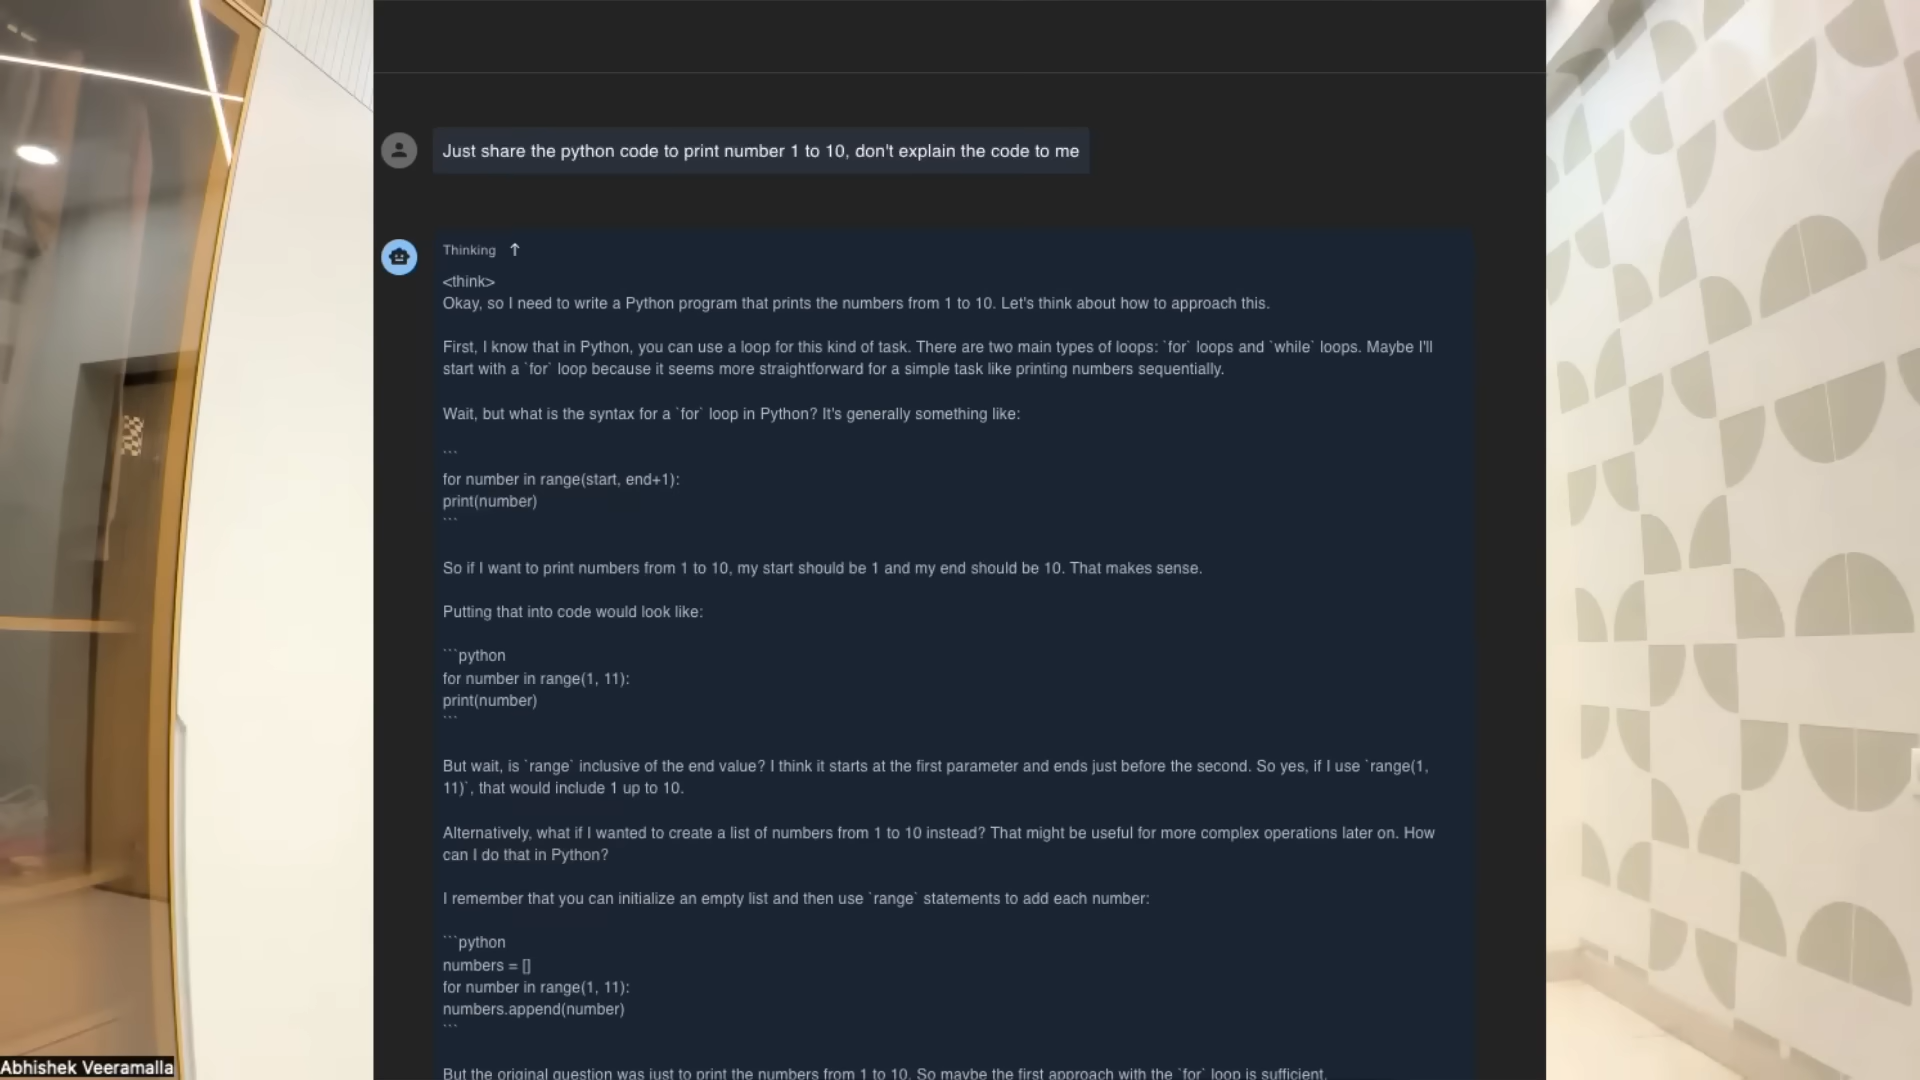 Just share the python code to print number 1 to 10, don't explain the code to me
Thinking ↑
<think>
Okay, so I need to write a Python program that prints the numbers from 1 to 10. Let's think about how to approach this.
First, I know that in Python, you can use a loop for this kind of task. There are two main types of loops: `for` loops and `while` loops. Maybe I'll
start with a `for` loop because it seems more straightforward for a simple task like printing numbers sequentially.
Wait, but what is the syntax for a `for` loop in Python? It's generally something like:
```
for number in range(start, end+1):
print(number)
```
So if I want to print numbers from 1 to 10, my start should be 1 and my end should be 10. That makes sense.
Putting that into code would look like:
```python
for number in range(1, 11):
print(number)
```
But wait, is `range` inclusive of the end value? I think it starts at the first parameter and ends just before the second. So yes, if I use `range(1,
11)`, that would include 1 up to 10.
Alternatively, what if I wanted to create a list of numbers from 1 to 10 instead? That might be useful for more complex operations later on. How
can I do that in Python?
I remember that you can initialize an empty list and then use `range` statements to add each number:
```python
numbers = []
for number in range(1, 11):
numbers.append(number)
```
But the original question was just to print the numbers from 1 to 10. So maybe the first approach with the `for` loop is sufficient.
Abhishek Veeramalla